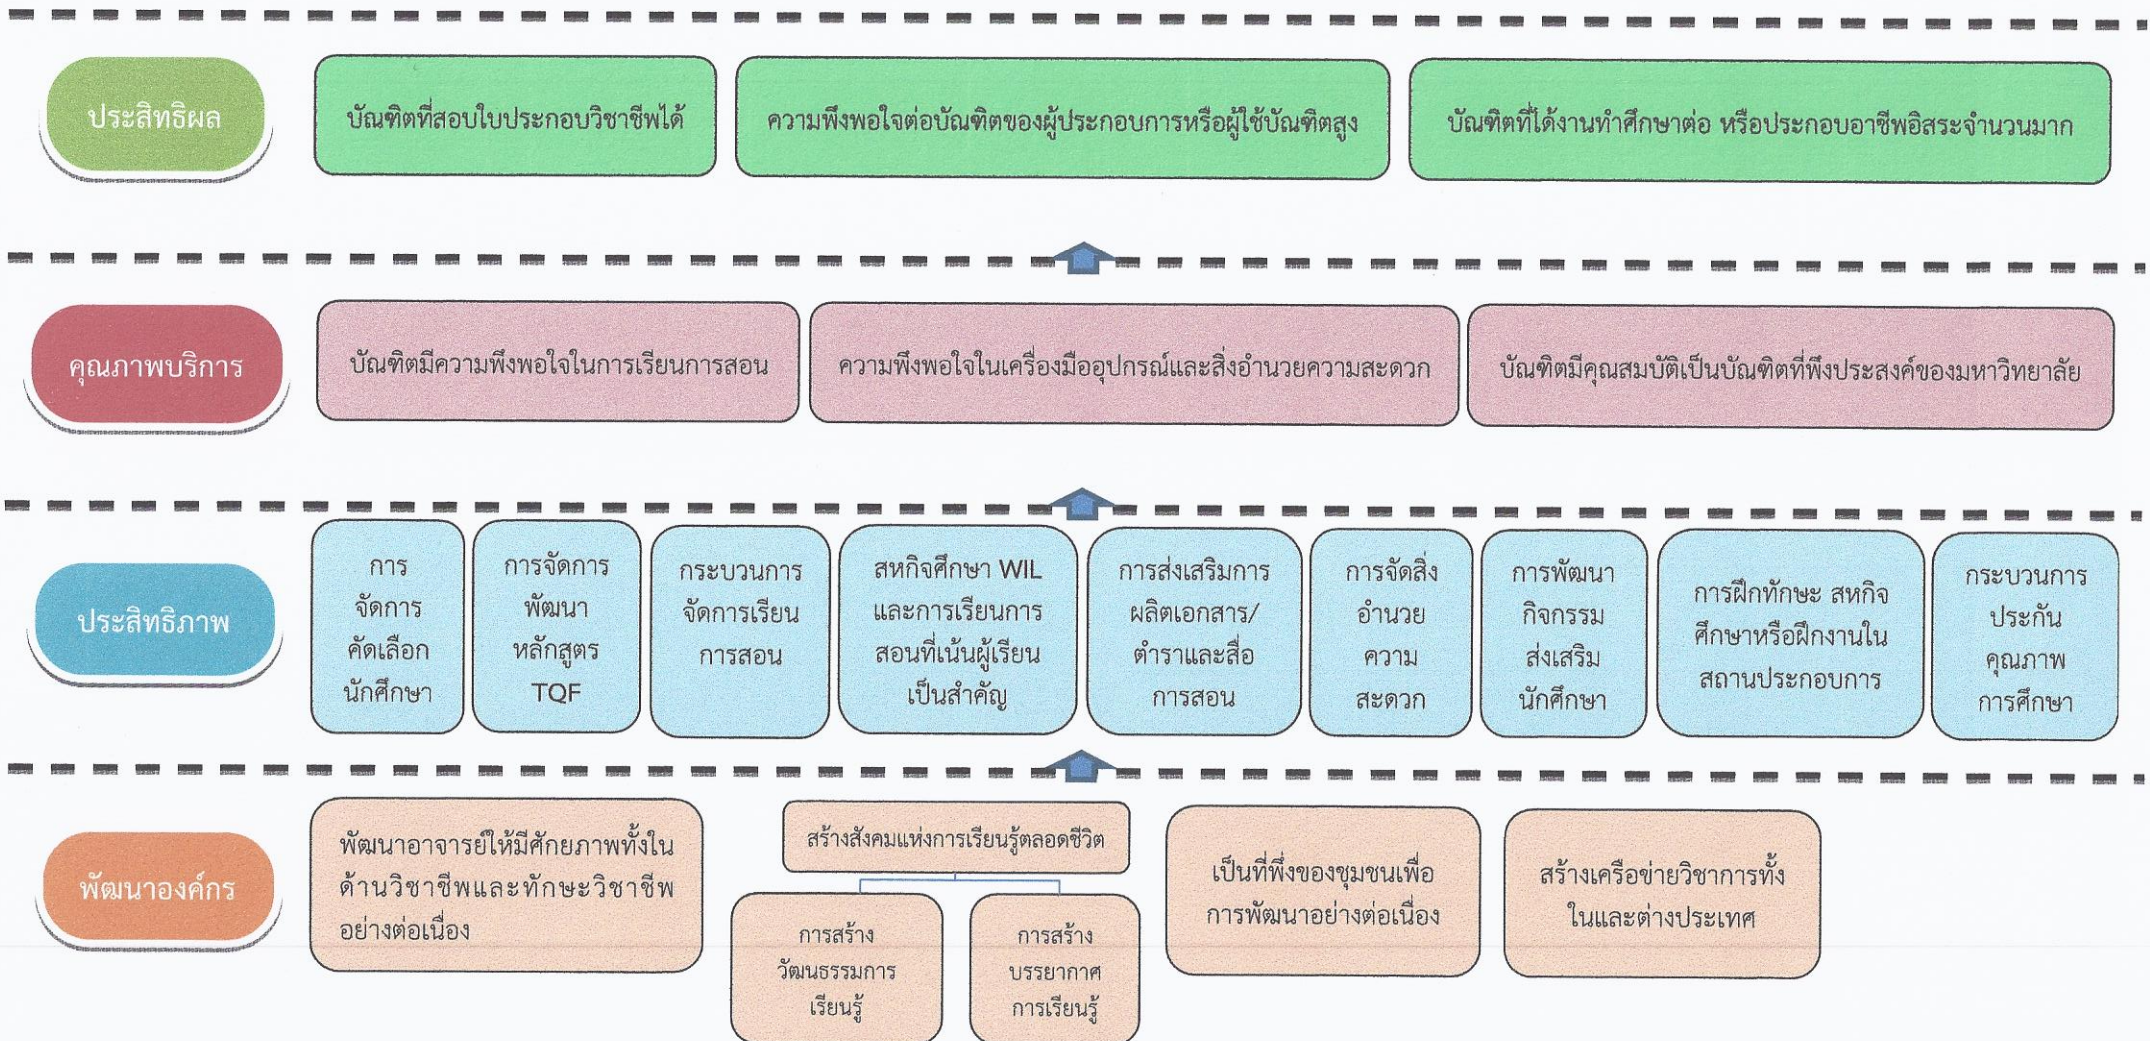 ประสิทธิผล
บัณฑิตที่สอบใบประกอบวิชาชีพได้
ความพึงพอใจต่อบัณฑิตของผู้ประกอบการหรือผู้ใช้บัณฑิตสูง
บัณฑิตที่ได้งานทำศึกษาต่อ หรือประกอบอาชีพอิสระจำนวนมาก
คุณภาพบริการ
บัณฑิตมีความพึงพอใจในการเรียนการสอน
ความพึงพอใจในเครื่องมืออุปกรณ์และสิ่งอำนวยความสะดวก
บัณฑิตมีคุณสมบัติเป็นบัณฑิตที่พึงประสงค์ของมหาวิทยาลัย
ประสิทธิภาพ
การ
จัดการ
คัดเลือก
นักศึกษา
การจัดการ
พัฒนา
หลักสูตร
TQF
กระบวนการ
จัดการเรียน
การสอน
สหกิจศึกษา WIL
และการเรียนการ
สอนที่เน้นผู้เรียน
เป็นสำคัญ
การส่งเสริมการ
ผลิตเอกสาร/
ตำราและสื่อ
การสอน
การจัดสิ่ง
อำนวย
ความ
สะดวก
การพัฒนา
กิจกรรม
ส่งเสริม
นักศึกษา
การฝึกทักษะ สหกิจ
ศึกษาหรือฝึกงานใน
สถานประกอบการ
กระบวนการ
ประกัน
คุณภาพ
การศึกษา
พัฒนาองค์กร
พัฒนาอาจารย์ให้มีศักยภาพทั้งใน
ด้านวิชาชีพและทักษะวิชาชีพ
อย่างต่อเนื่อง
สร้างสังคมแห่งการเรียนรู้ตลอดชีวิต
การสร้าง
วัฒนธรรมการ
เรียนรู้
การสร้าง
บรรยากาศ
การเรียนรู้
เป็นที่พึ่งของชุมชนเพื่อ
การพัฒนาอย่างต่อเนื่อง
สร้างเครือข่ายวิชาการทั้ง
ในและต่างประเทศ